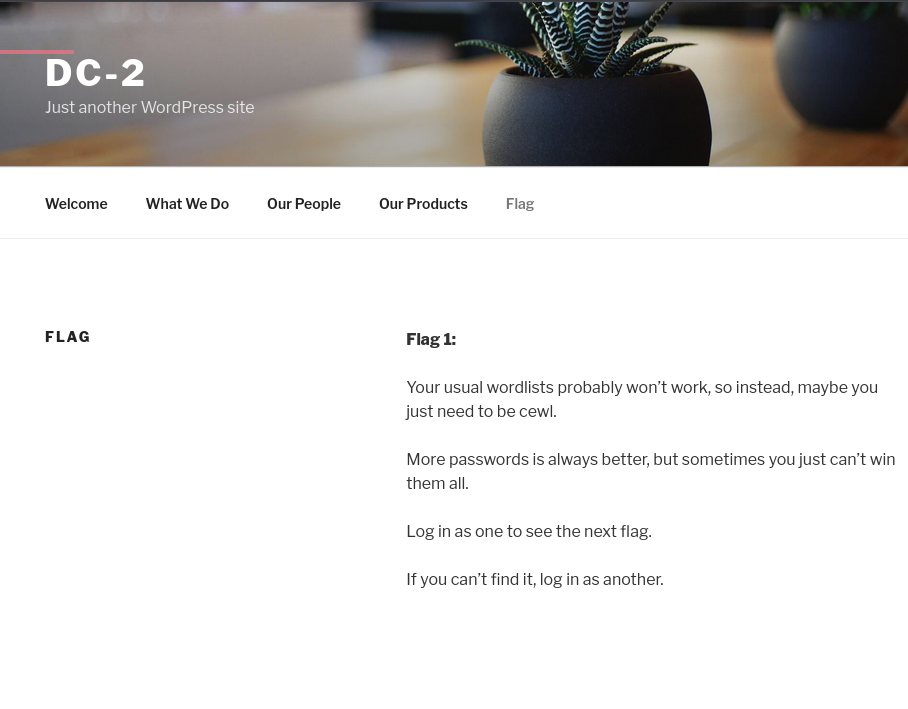 DC-2
Just another WordPress site
Welcome What We Do Our People Our Products Flag
FLAG
Flag 1:
Your usual wordlists probably won’t work, so instead, maybe you
just need to be cewl.
More passwords is always better, but sometimes you just can’t win
them all.
Log in as one to see the next flag.
If you can’t find it, log in as another.